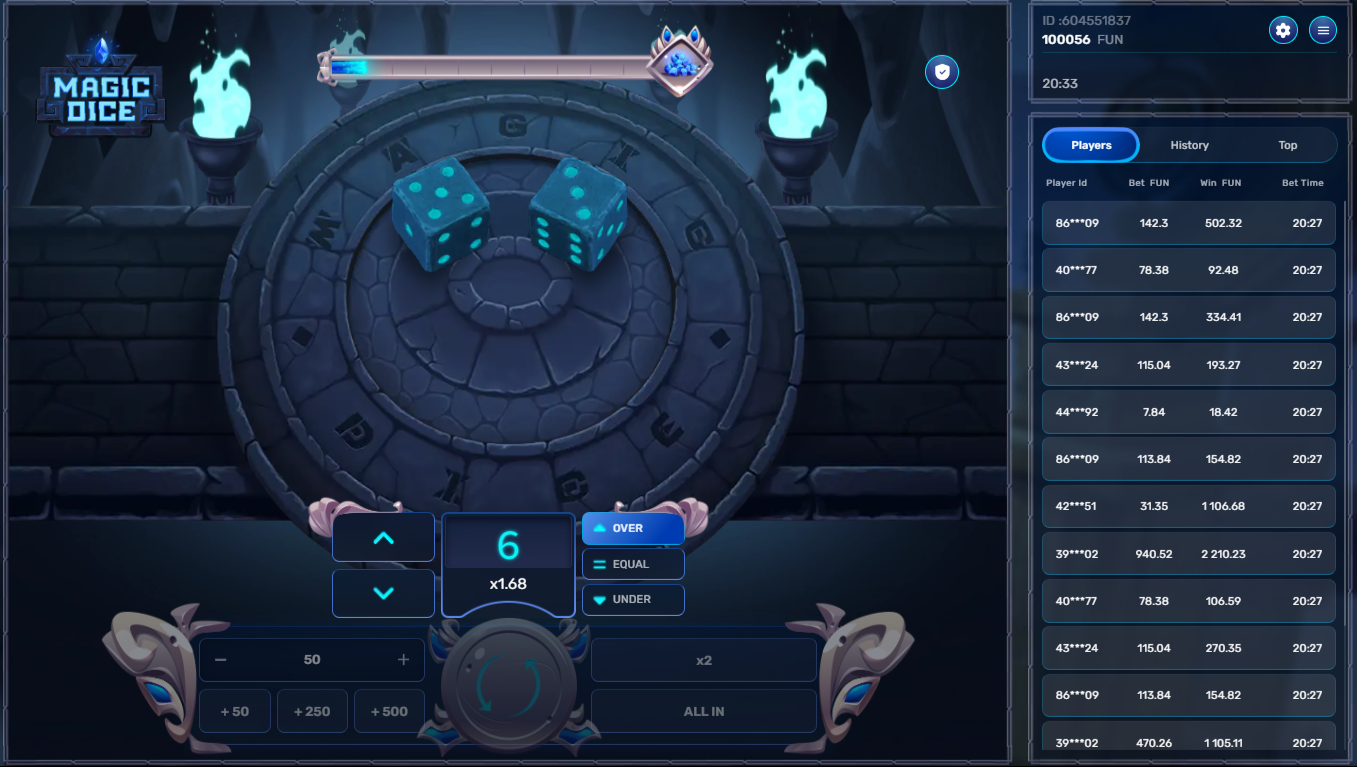 MAGIC
DICE
G
A
I
M
G
D
E
I
C
6
x1.68
OVER
EQUAL
UNDER
50
+ 50
+ 250
+ 500
x2
ALL IN
ID :604551837
100056 FUN
20:33
Players History Top
Player Id Bet FUN Win FUN Bet Time
86***09 142.3 502.32 20:27
40***77 78.38 92.48 20:27
86***09 142.3 334.41 20:27
43***24 115.04 193.27 20:27
44***92 7.84 18.42 20:27
86***09 113.84 154.82 20:27
42***51 31.35 1 106.68 20:27
39***02 940.52 2 210.23 20:27
40***77 78.38 106.59 20:27
43***24 115.04 270.35 20:27
86***09 113.84 154.82 20:27
39***02 470.26 1 105.11 20:27